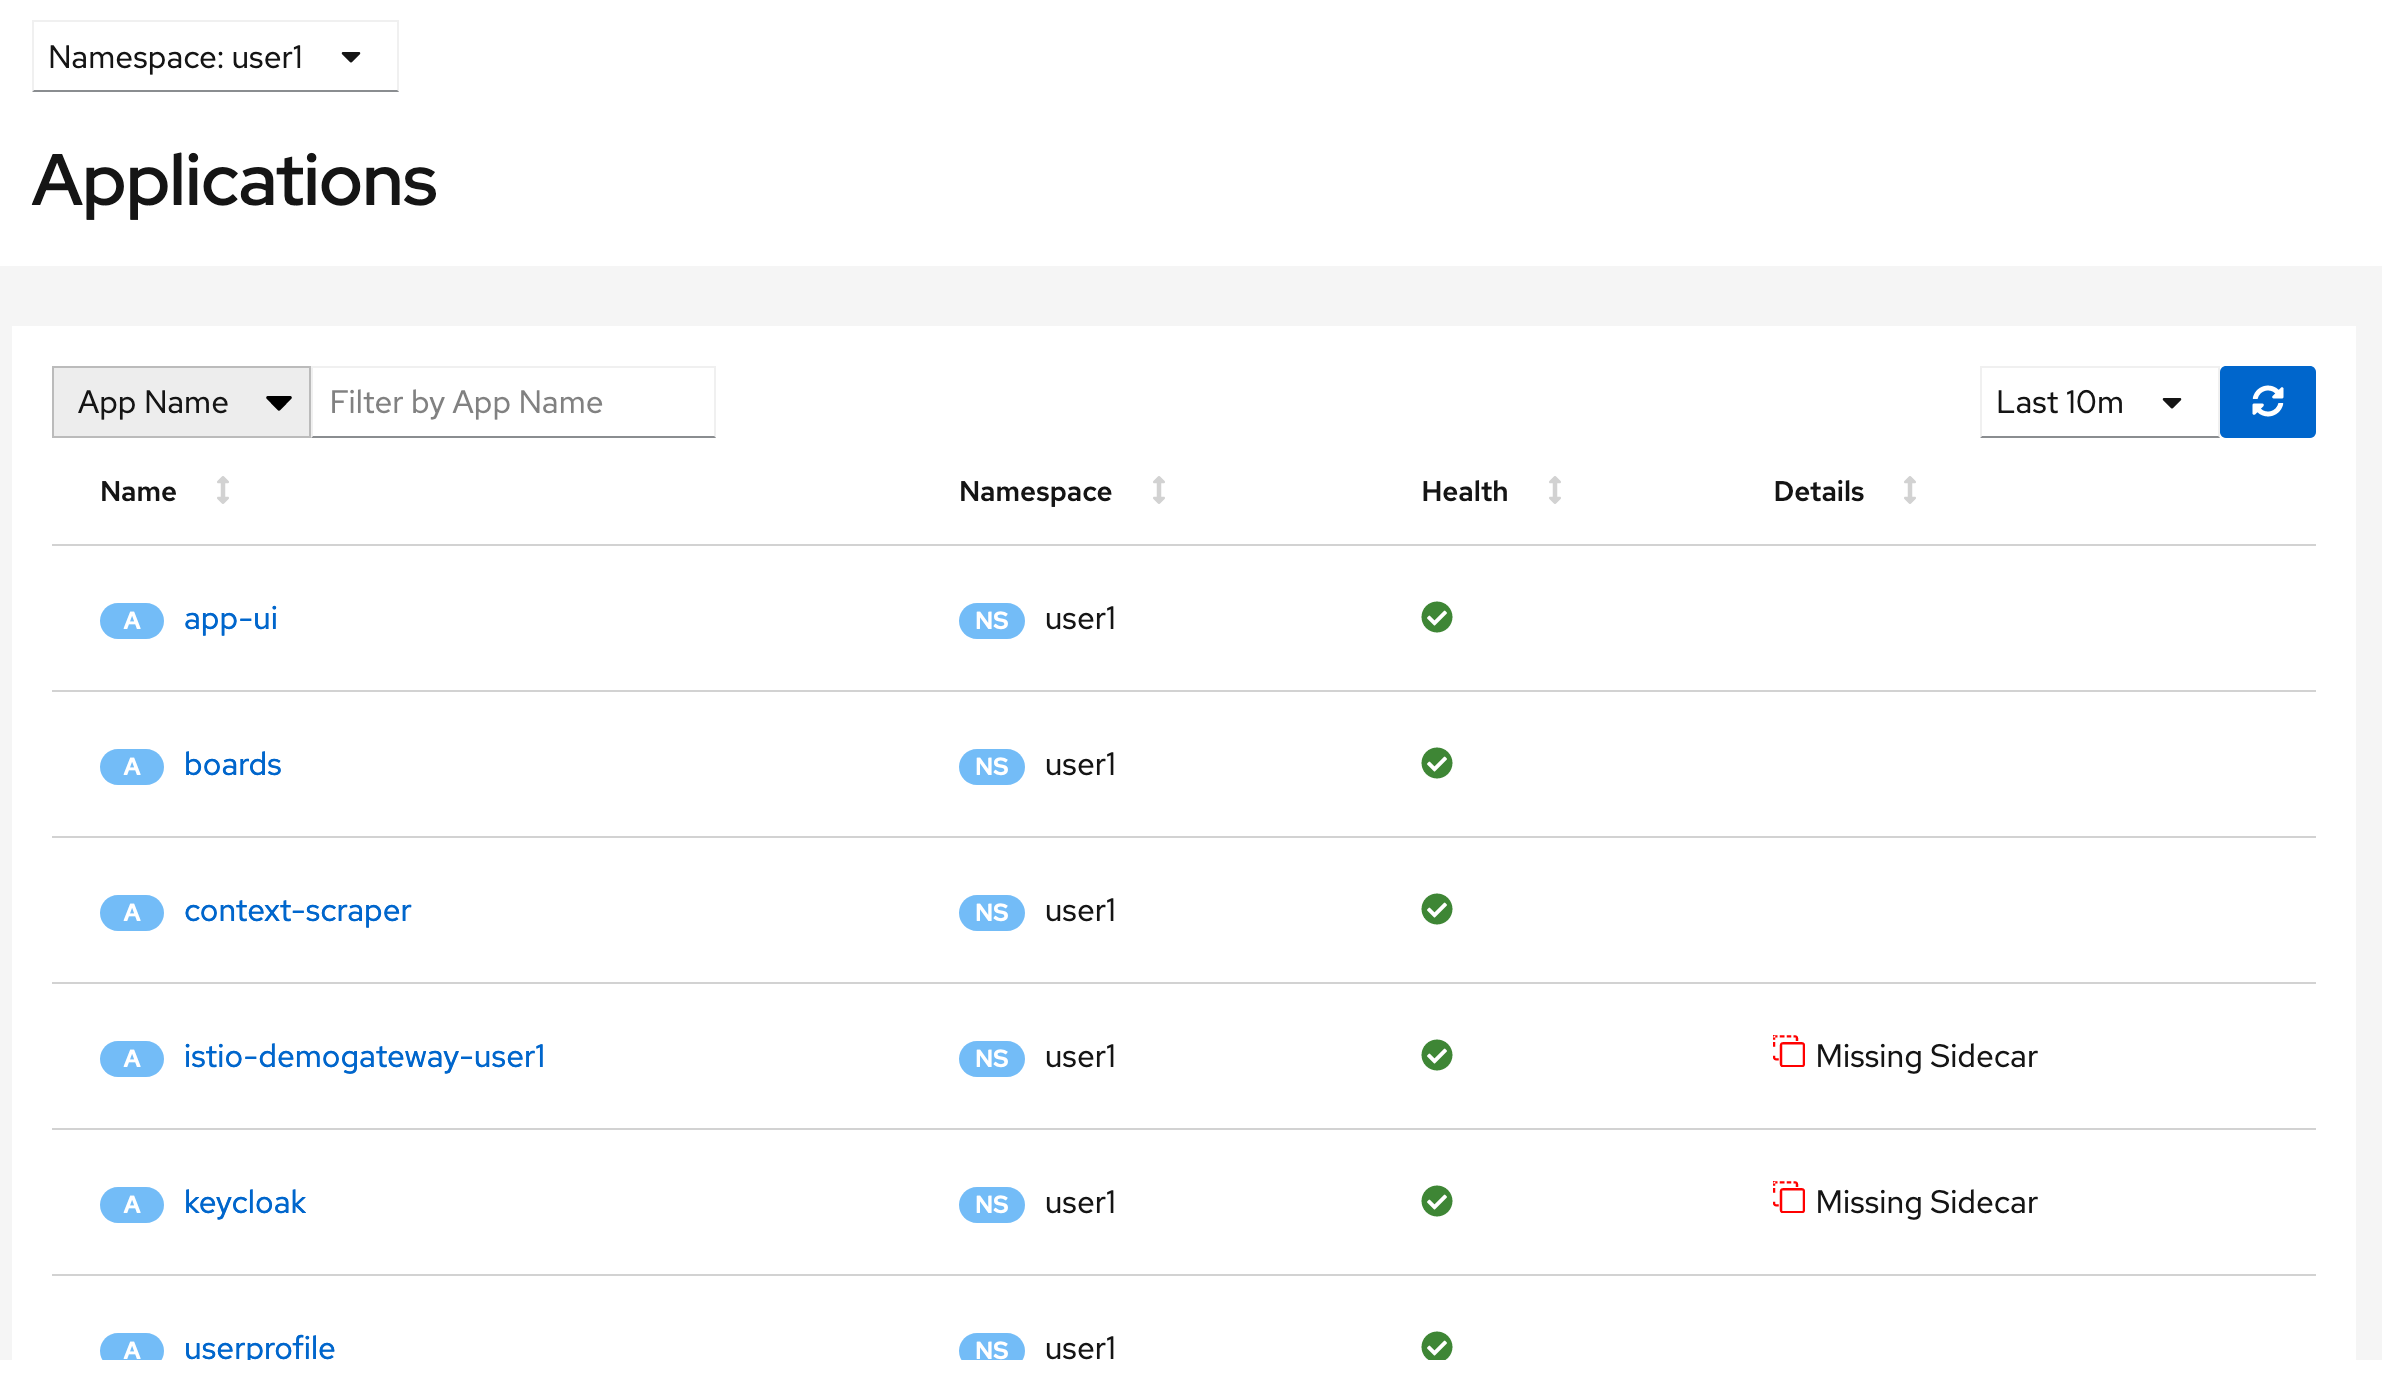 Namespace: user1
Applications
App Name Filter by App Name Last 10m
Name Namespace Health Details
A app-ui NS user1
A boards NS user1
A context-scraper NS user1
A istio-demogateway-user1 NS user1 Missing Sidecar
A keycloak NS user1 Missing Sidecar
A userprofile NS user1